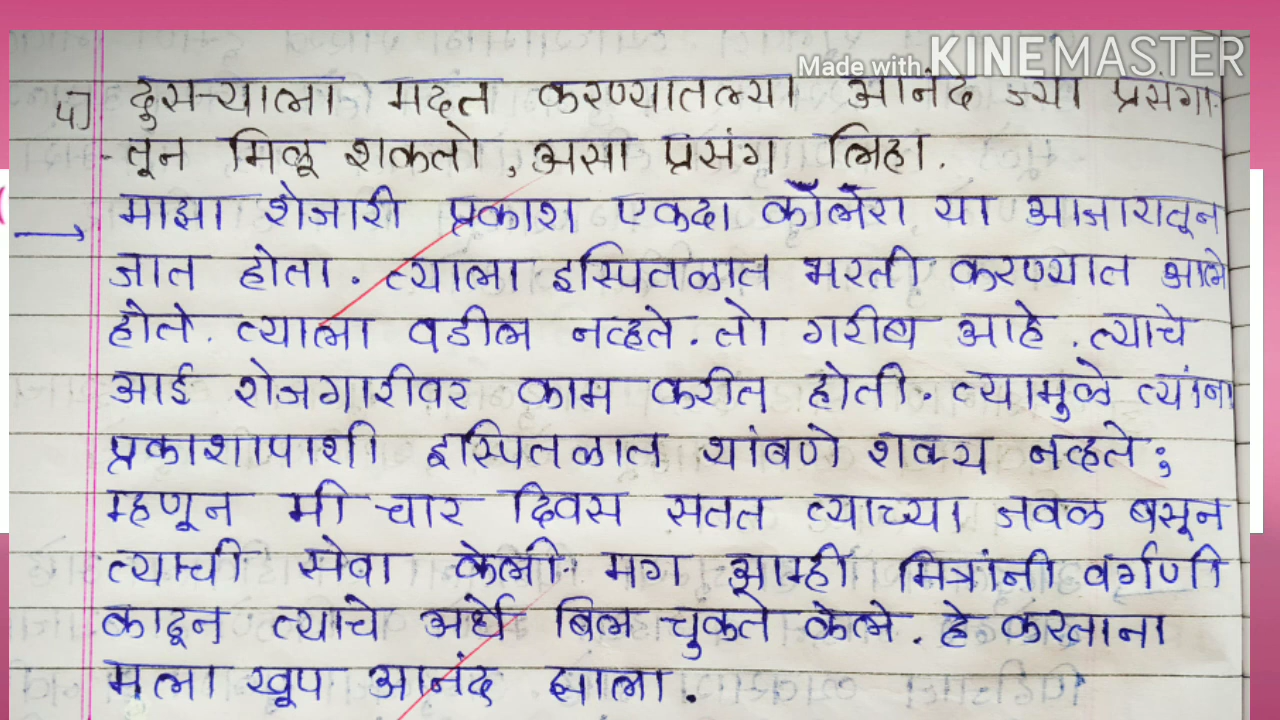 Made with KINEMASTER
५) दुसऱ्याला मदत करण्यातल्या आनंद ज्या प्रसंगा
-तून मिळू शकतो, असा प्रसंग लिहा.
→ माझा शेजारी प्रकाश एकदा कॉलॅरा या आजारातून
जात होता. त्याला इस्पितळात भरती करण्यात आले
होते. त्याला वडील नव्हते. तो गरीब आहे. त्याचे
आई रोजगारीवर काम करीत होती. त्यामुळे त्यांना
प्रकाशापाशी इस्पितळात थांबणे शक्य नव्हते;
म्हणून मी चार दिवस सतत त्याच्या जवळ बसून
त्याची सेवा केली. मग आम्ही मित्रांनी वर्गणी
काढून त्याचे अर्धे बिल चुकते केले. हे करताना
मला खूप आनंद झाला.